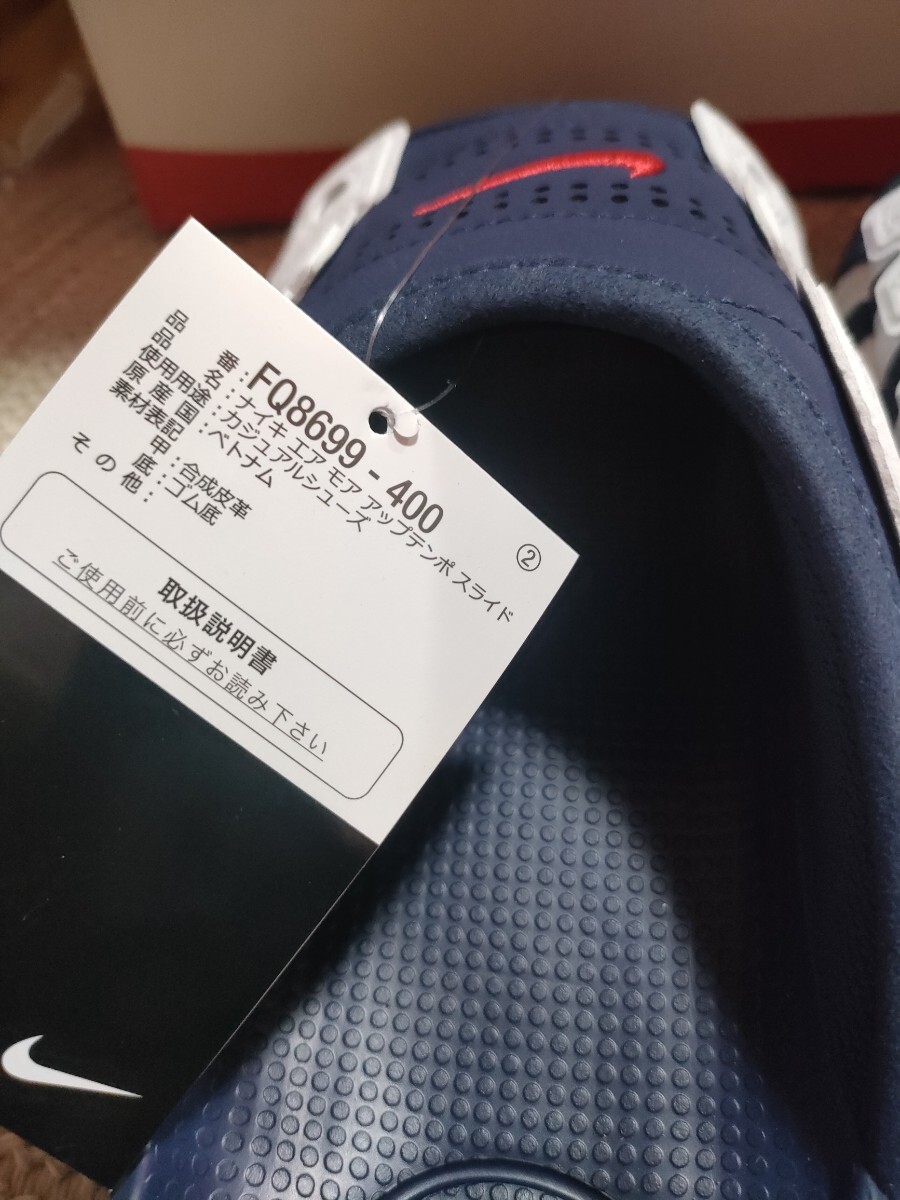 品番：FQ8699-400
品名：ナイキ エア モア アップテンポ スライド
使用用途：カジュアルシューズ
原産国：ベトナム
素材表記
甲：合成皮革
底：ゴム底
その他：
②
取扱説明書
ご使用前に必ずお読み下さい